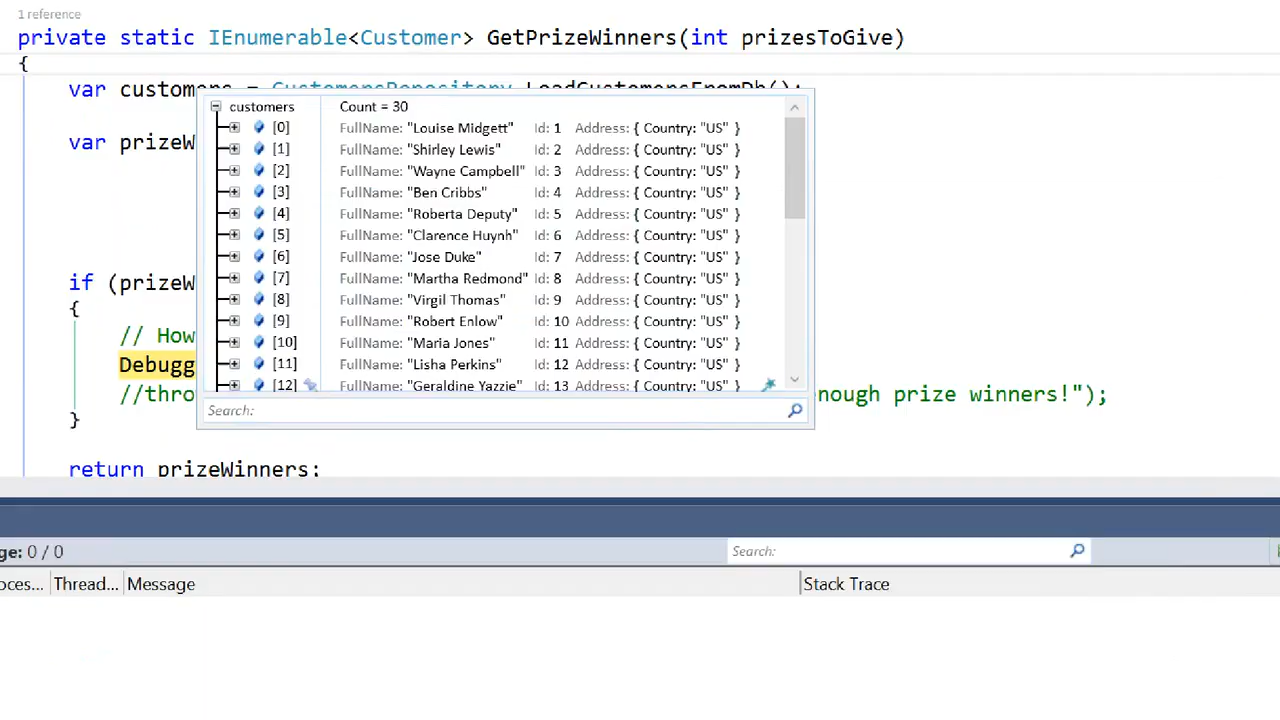 1 reference
private static IEnumerable<Customer> GetPrizeWinners(int prizesToGive)
{
var customers = CustomersRepository.LoadCustomersFromDb();
customers Count = 30
[0] FullName: "Louise Midgett" Id: 1 Address: { Country: "US" }
[1] FullName: "Shirley Lewis" Id: 2 Address: { Country: "US" }
var prizeW
[2] FullName: "Wayne Campbell" Id: 3 Address: { Country: "US" }
[3] FullName: "Ben Cribbs" Id: 4 Address: { Country: "US" }
[4] FullName: "Roberta Deputy" Id: 5 Address: { Country: "US" }
[5] FullName: "Clarence Huynh" Id: 6 Address: { Country: "US" }
[6] FullName: "Jose Duke" Id: 7 Address: { Country: "US" }
[7] FullName: "Martha Redmond" Id: 8 Address: { Country: "US" }
if (prizeW
[8] FullName: "Virgil Thomas" Id: 9 Address: { Country: "US" }
{
[9] FullName: "Robert Enlow" Id: 10 Address: { Country: "US" }
// How
[10] FullName: "Maria Jones" Id: 11 Address: { Country: "US" }
[11] FullName: "Lisha Perkins" Id: 12 Address: { Country: "US" }
Debugg
[12] FullName: "Geraldine Yazzie" Id: 13 Address: { Country: "US" }
//thro nough prize winners!");
Search:
}
return prizeWinners;
ge: 0 / 0 Search:
oces... Thread... Message Stack Trace